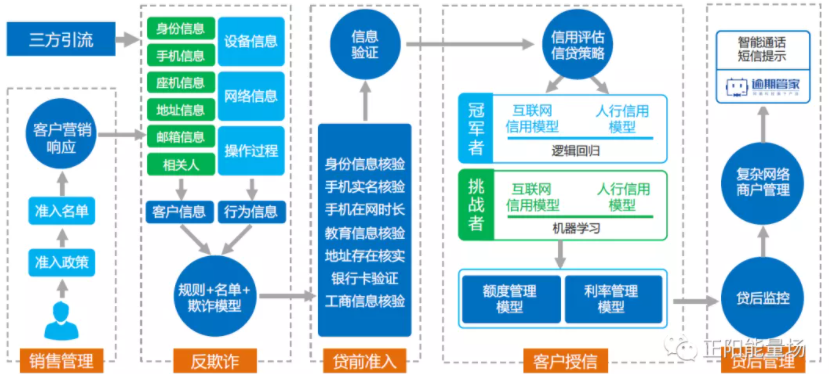 三方引流
客户营销
响应
准入名单
准入政策
销售管理
身份信息
手机信息
座机信息
地址信息
邮箱信息
相关人
设备信息
网络信息
操作过程
客户信息
行为信息
规则+名单+
欺诈模型
反欺诈
信息
验证
身份信息核验
手机实名核验
手机在网时长
教育信息核验
地址存在核实
银行卡验证
工商信息核验
贷前准入
信用评估
信贷策略
冠军者
互联网
信用模型
人行信用
模型
逻辑回归
挑战者
互联网
信用模型
人行信用
模型
机器学习
额度管理
模型
利率管理
模型
客户授信
智能通话
短信提示
逾期管家
复杂网络
商户管理
贷后监控
贷后管理
正阳能量场